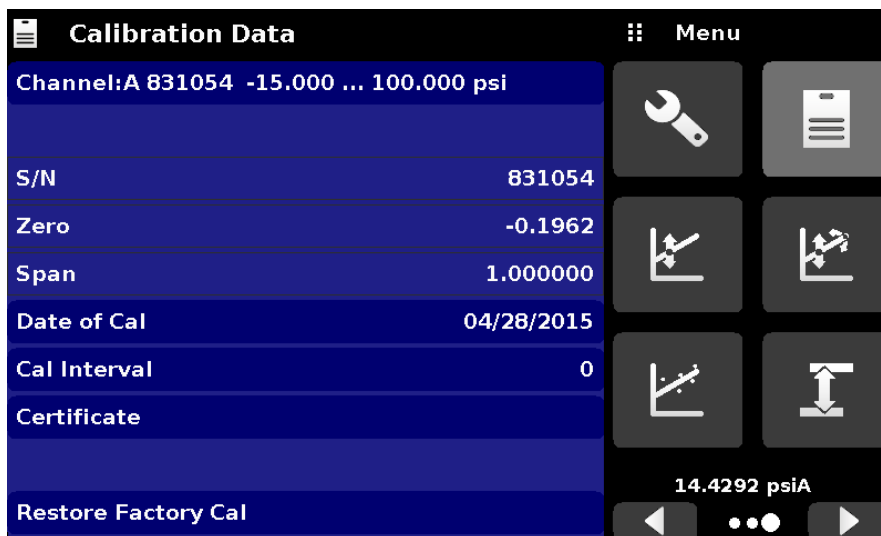 Calibration Data
Channel:A 831054 -15.000 ... 100.000 psi
S/N 831054
Zero -0.1962
Span 1.000000
Date of Cal 04/28/2015
Cal Interval 0
Certificate
Restore Factory Cal
Menu
14.4292 psiA